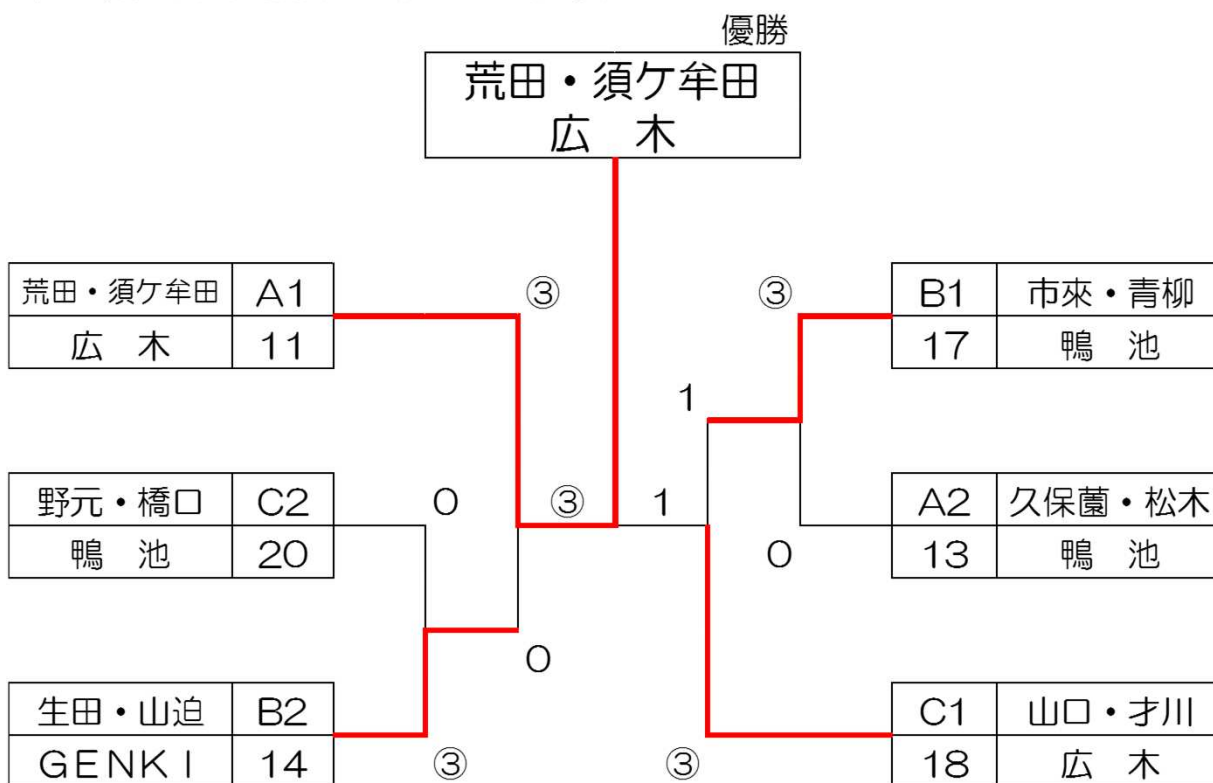 優勝
荒田・須ケ牟田
広 木
荒田・須ケ牟田 A1 ③ ③ B1 市來・青柳
広 木 11 17 鴨 池
1
野元・橋口 C2 0 ③ 1 A2 久保薗・松木
鴨 池 20 0 13 鴨 池
0
生田・山迫 B2 C1 山口・才川
GENKI 14 ③ ③ 18 広 木